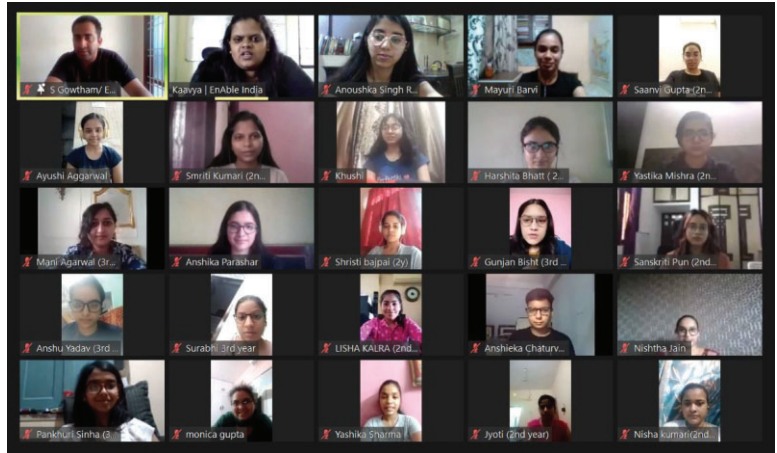 S Gowtham/ E...
Kaavya | EnAble India
Anoushka Singh R...
Mayuri Barvi
Saanvi Gupta (2n...
Ayushi Aggarwal
Smriti Kumari (2n...
Khushi
Harshita Bhatt ( 2...
Yastika Mishra (2n...
Mani Agarwal (3r...
Anshika Parashar
Shristi bajpai (2y)
Gunjan Bisht (3rd ...
Sanskriti Pun (2nd...
Anshu Yadav (3rd ...
Surabhi 3rd year
LISHA KALRA (2nd...
Anshieka Chaturv...
Nishtha Jain
Pankhuri Sinha (3...
monica gupta
Yashika Sharma
Jyoti (2nd year)
Nisha kumari(2nd...